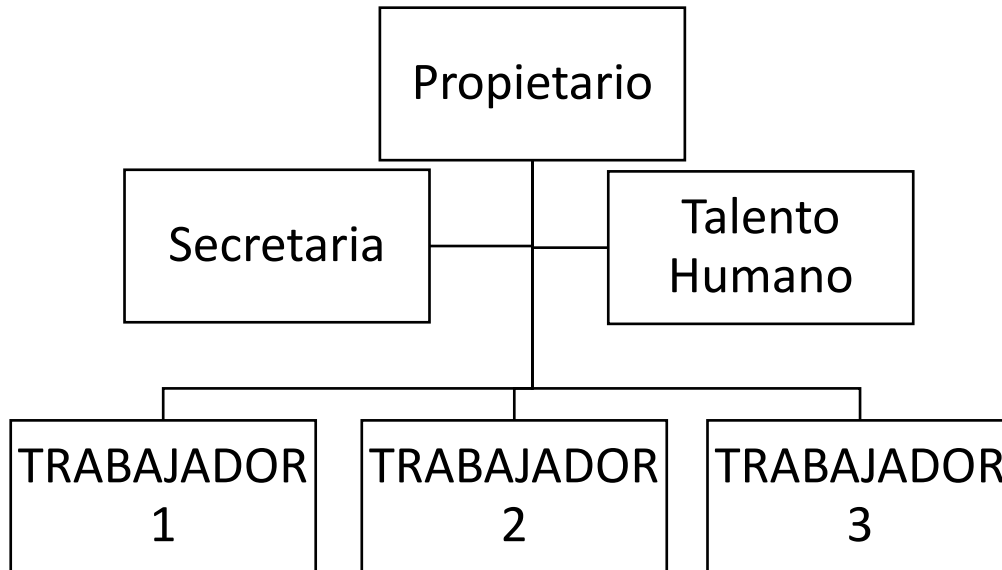 Propietario
Secretaria
Talento
Humano
TRABAJADOR
1
TRABAJADOR
2
TRABAJADOR
3